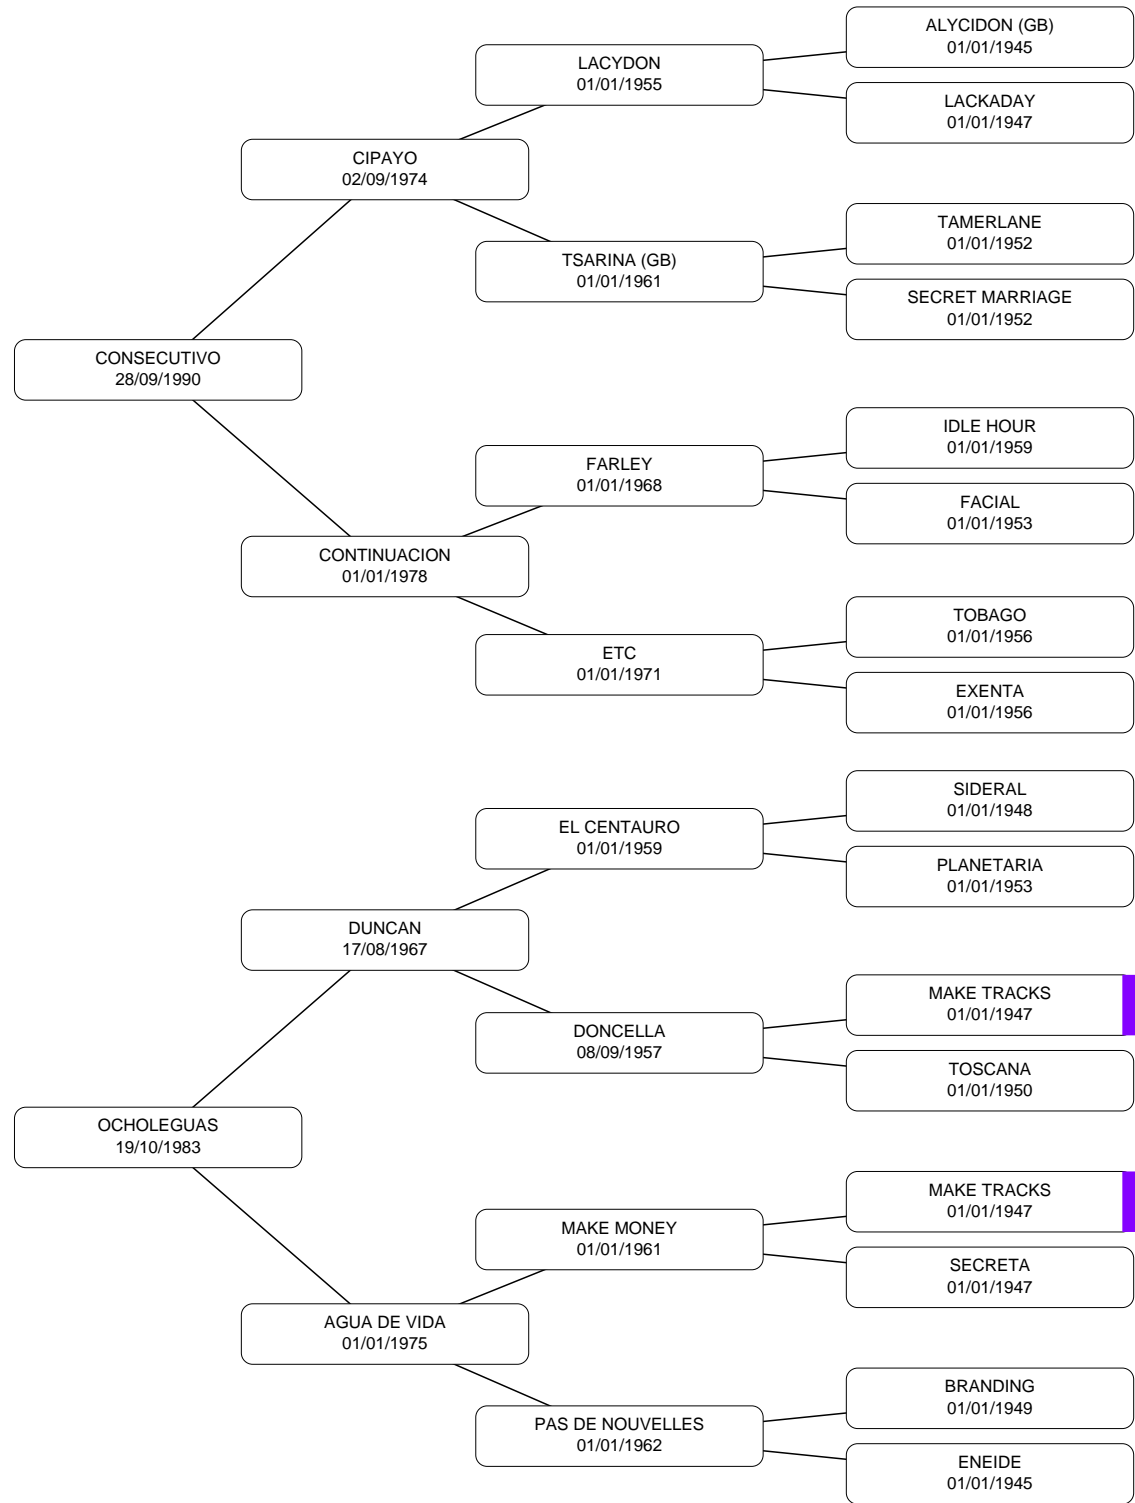 ALYCIDON (GB)
01/01/1945
LACYDON
01/01/1955
LACKADAY
01/01/1947
CIPAYO
02/09/1974
TAMERLANE
01/01/1952
TSARINA (GB)
01/01/1961
SECRET MARRIAGE
01/01/1952
CONSECUTIVO
28/09/1990
IDLE HOUR
01/01/1959
FARLEY
01/01/1968
FACIAL
01/01/1953
CONTINUACION
01/01/1978
TOBAGO
01/01/1956
ETC
01/01/1971
EXENTA
01/01/1956
SIDERAL
01/01/1948
EL CENTAURO
01/01/1959
PLANETARIA
01/01/1953
DUNCAN
17/08/1967
MAKE TRACKS
01/01/1947
DONCELLA
08/09/1957
TOSCANA
01/01/1950
OCHOLEGUAS
19/10/1983
MAKE TRACKS
01/01/1947
MAKE MONEY
01/01/1961
SECRETA
01/01/1947
AGUA DE VIDA
01/01/1975
BRANDING
01/01/1949
PAS DE NOUVELLES
01/01/1962
ENEIDE
01/01/1945